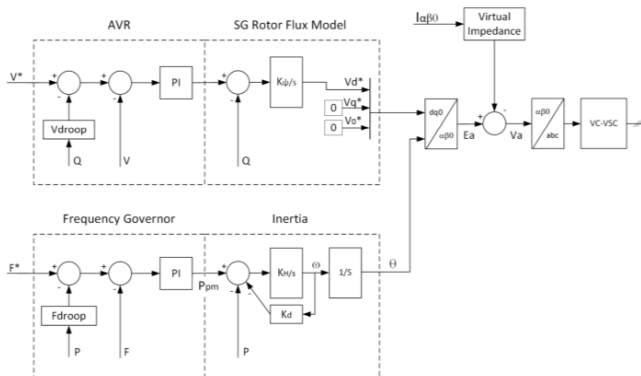 AVR
SG Rotor Flux Model
Iαβ0
Virtual
Impedance
V*
+
-
+
-
PI
+
-
Kψ/s
Vd*
0
Vq*
0
Vo*
Vdroop
Q
V
Q
dq0
αβ0
Ea
+
-
Va
αβ0
abc
VC-VSC
Frequency Governor
Inertia
F*
+
-
+
-
PI
Ppm
+
-
-
KH/s
ω
1/S
θ
Kd
Fdroop
P
F
P